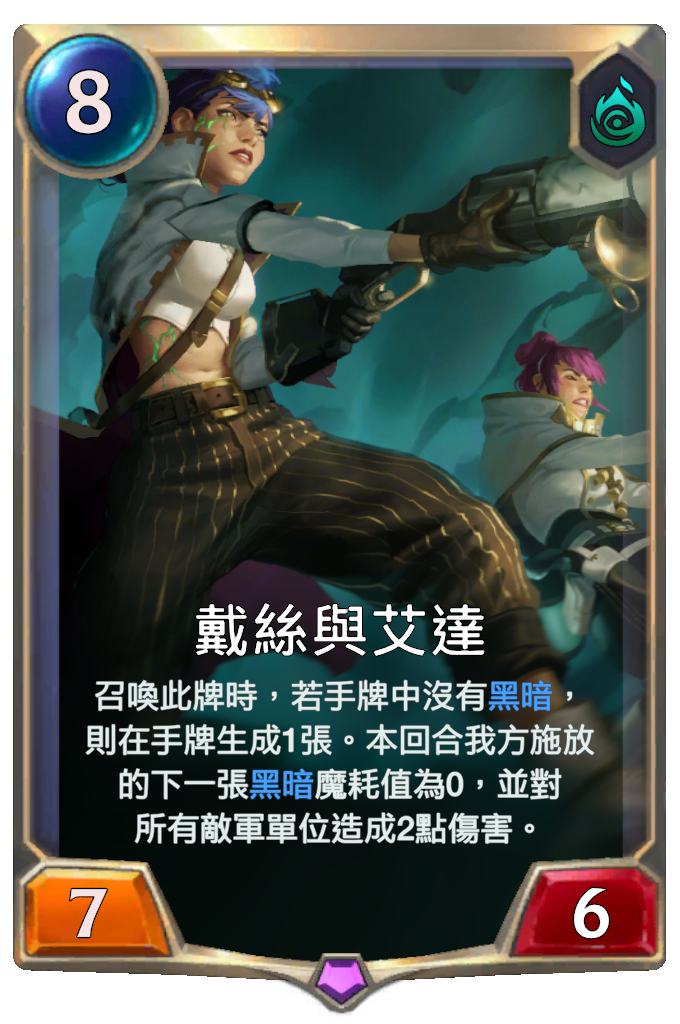 8
戴絲與艾達
召喚此牌時，若手牌中沒有黑暗，
則在手牌生成1張。本回合我方施放
的下一張黑暗魔耗值為0，並對
所有敵軍單位造成2點傷害。
7
6